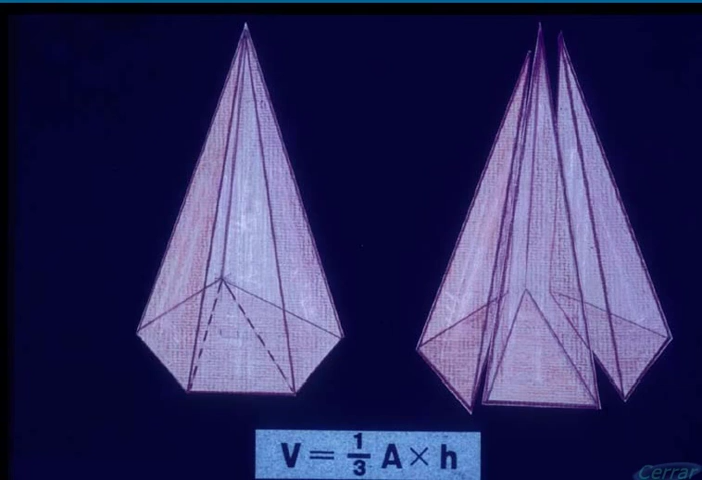 V = 1/3 A × h
Cerrar